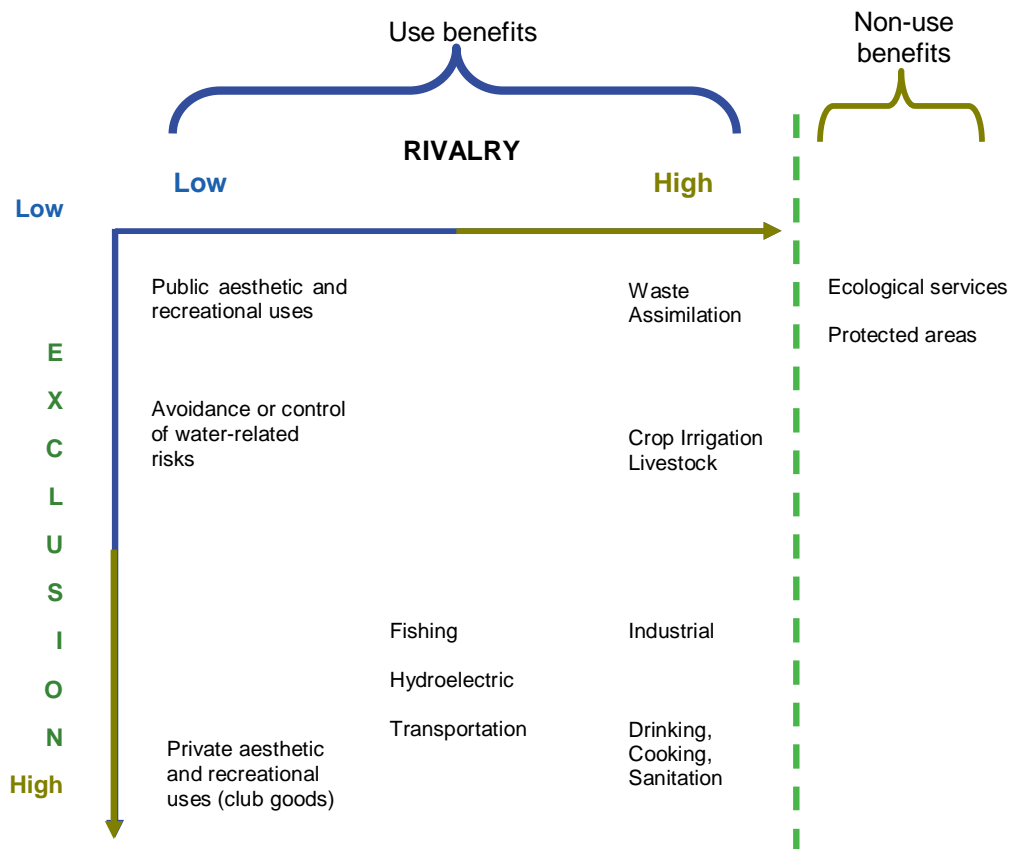 Use benefits
Non-use
benefits
RIVALRY
Low
High
Low
Public aesthetic and
recreational uses
Waste
Assimilation
Ecological services
Protected areas
E
X
C
L
U
S
I
O
N
High
Avoidance or control
of water-related
risks
Crop Irrigation
Livestock
Fishing
Industrial
Hydroelectric
Transportation
Drinking,
Cooking,
Sanitation
Private aesthetic
and recreational
uses (club goods)